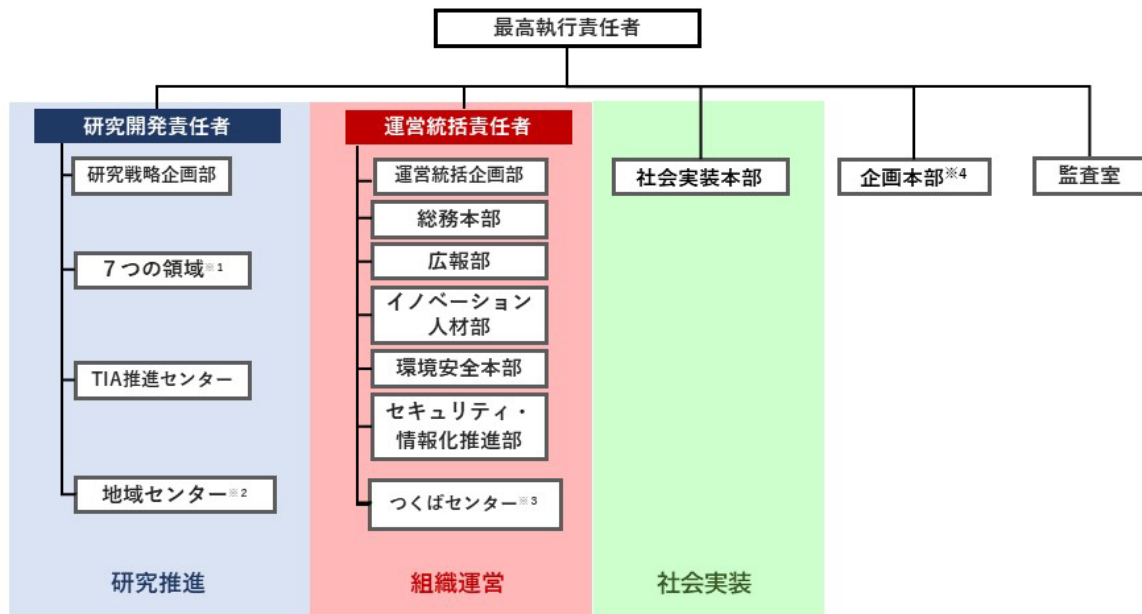 最高執行責任者
研究開発責任者
研究戦略企画部
７つの領域※1
TIA推進センター
地域センター※2
研究推進
運営統括責任者
運営統括企画部
総務本部
広報部
イノベーション
人材部
環境安全本部
セキュリティ・
情報化推進部
つくばセンター※3
組織運営
社会実装本部
社会実装
企画本部※4
監査室